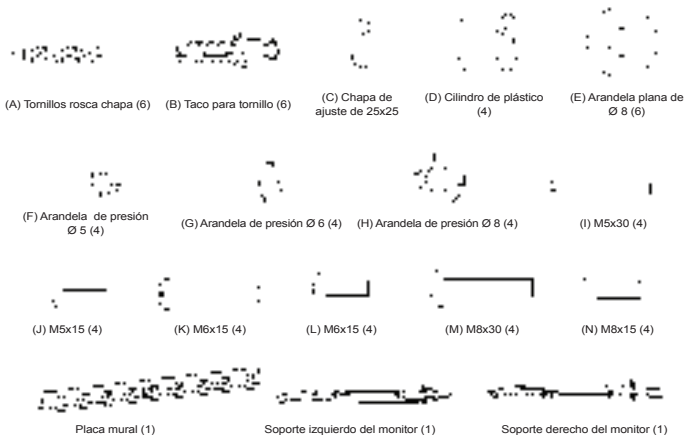 (A) Tornillos rosca chapa (6)
(B) Taco para tornillo (6)
(C) Chapa de
ajuste de 25x25
(D) Cilindro de plástico
(4)
(E) Arandela plana de
Ø 8 (6)
(F) Arandela de presión
Ø 5 (4)
(G) Arandela de presión Ø 6 (4)
(H) Arandela de presión Ø 8 (4)
(I) M5x30 (4)
(J) M5x15 (4)
(K) M6x15 (4)
(L) M6x15 (4)
(M) M8x30 (4)
(N) M8x15 (4)
Placa mural (1)
Soporte izquierdo del monitor (1)
Soporte derecho del monitor (1)